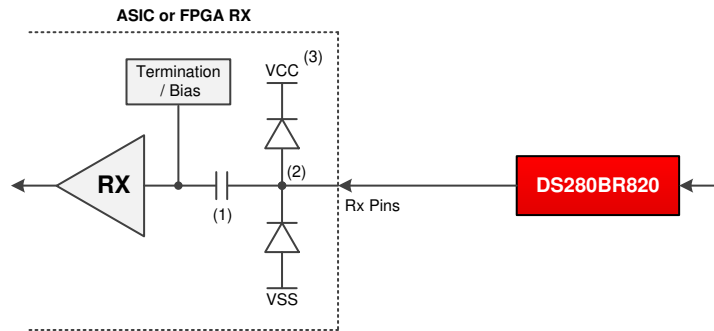 ASIC or FPGA RX
(3)
VCC
Termination
/ Bias
(2)
RX
DS280BR820
(1)
Rx Pins
VSS